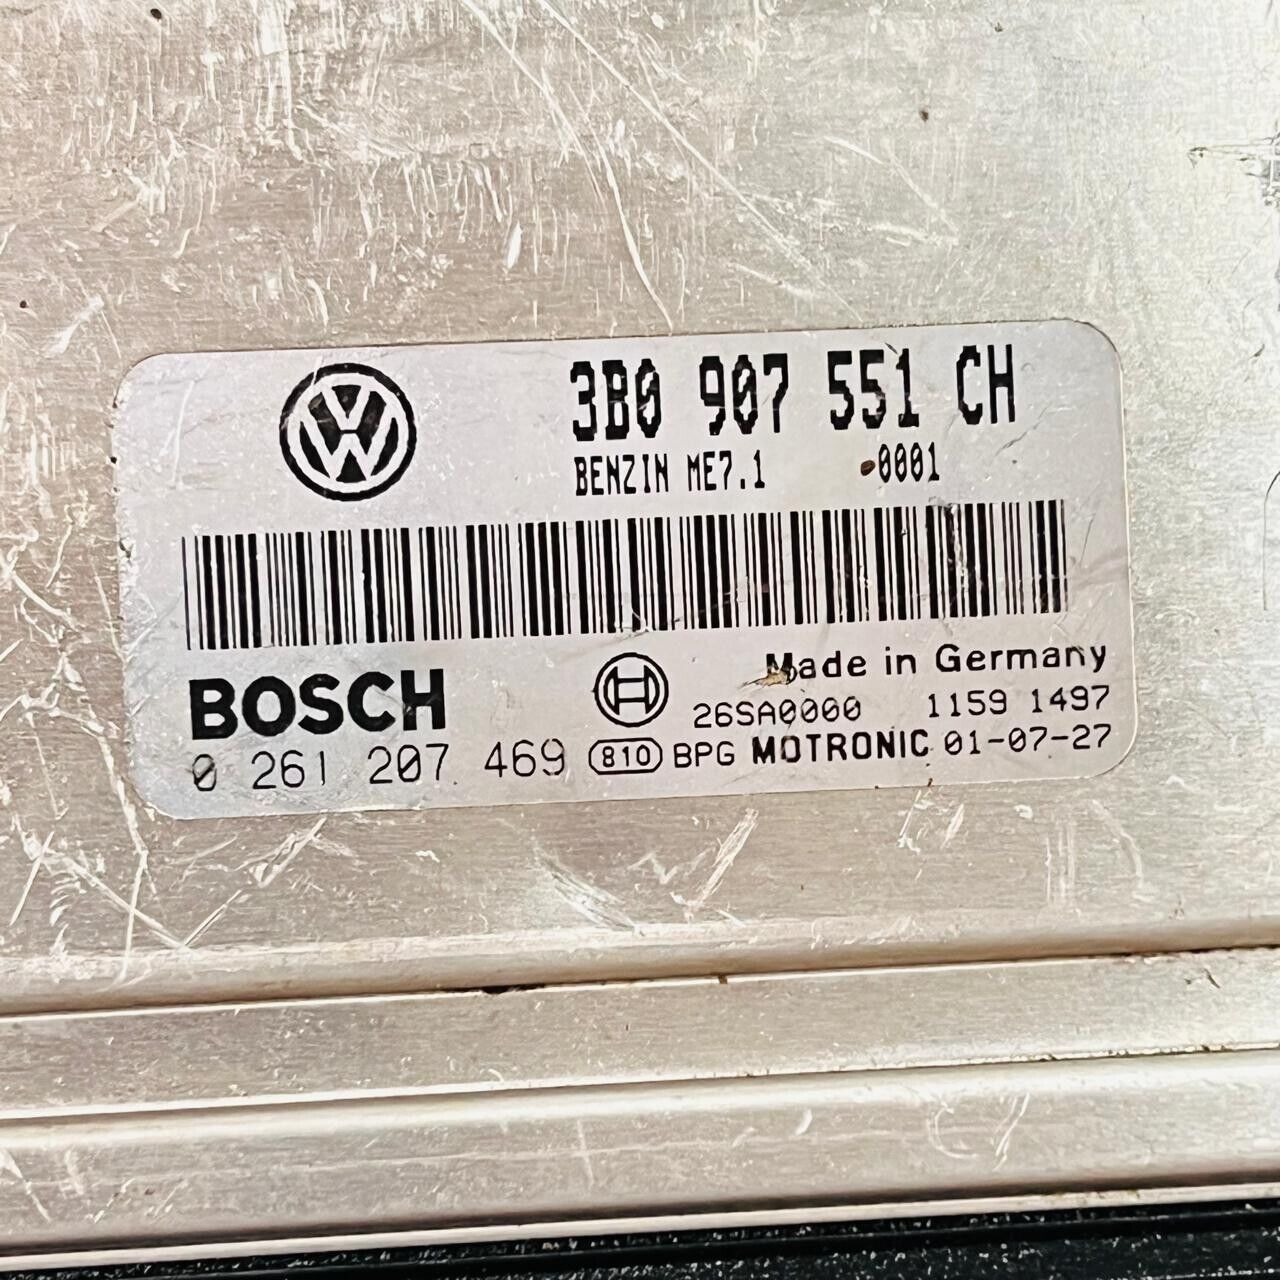 3B0 907 551 CH
BENZIN ME7.1 0001
BOSCH
Made in Germany
26SA0000 1159 1497
0 261 207 469 810 BPG MOTRONIC 01-07-27